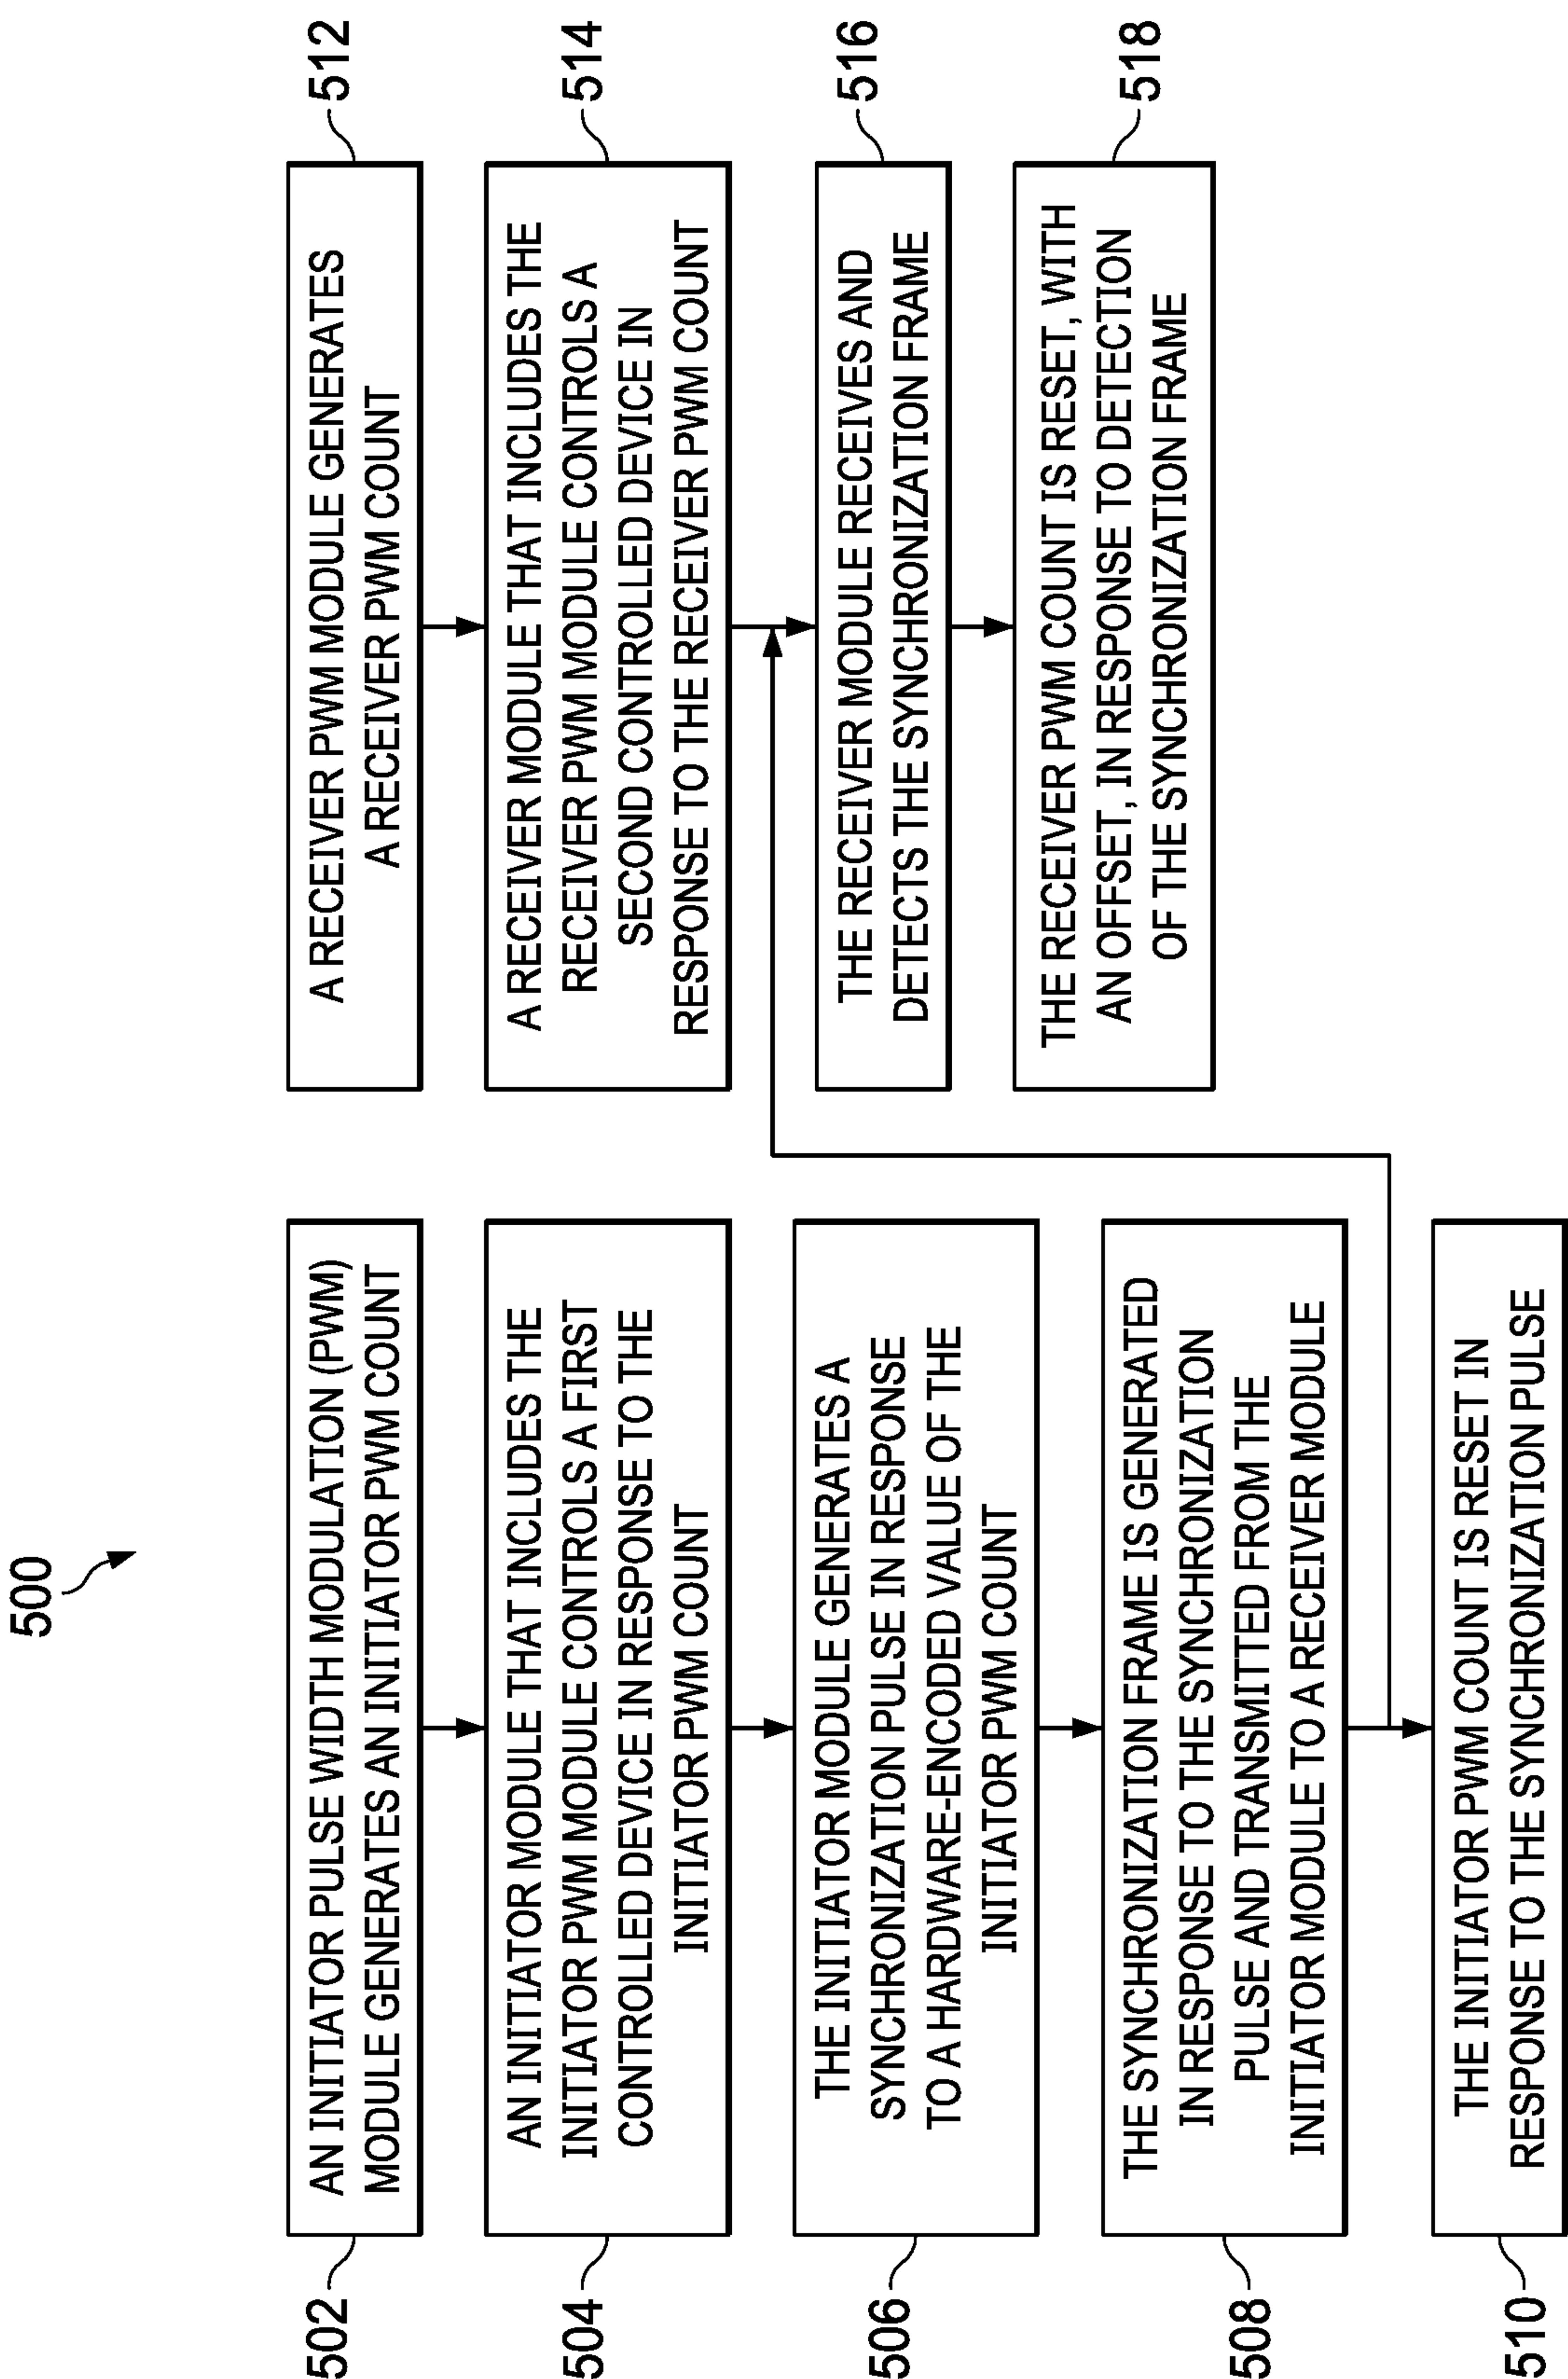 500
502
AN INITIATOR PULSE WIDTH MODULATION (PWM)
MODULE GENERATES AN INITIATOR PWM COUNT
504
AN INITIATOR MODULE THAT INCLUDES THE
INITIATOR PWM MODULE CONTROLS A FIRST
CONTROLLED DEVICE IN RESPONSE TO THE
INITIATOR PWM COUNT
506
THE INITIATOR MODULE GENERATES A
SYNCHRONIZATION PULSE IN RESPONSE
TO A HARDWARE-ENCODED VALUE OF THE
INITIATOR PWM COUNT
508
THE SYNCHRONIZATION FRAME IS GENERATED
IN RESPONSE TO THE SYNCHRONIZATION
PULSE AND TRANSMITTED FROM THE
INITIATOR MODULE TO A RECEIVER MODULE
510
THE INITIATOR PWM COUNT IS RESET IN
RESPONSE TO THE SYNCHRONIZATION PULSE
512
A RECEIVER PWM MODULE GENERATES
A RECEIVER PWM COUNT
514
A RECEIVER MODULE THAT INCLUDES THE
RECEIVER PWM MODULE CONTROLS A
SECOND CONTROLLED DEVICE IN
RESPONSE TO THE RECEIVER PWM COUNT
516
THE RECEIVER MODULE RECEIVES AND
DETECTS THE SYNCHRONIZATION FRAME
518
THE RECEIVER PWM COUNT IS RESET, WITH
AN OFFSET, IN RESPONSE TO DETECTION
OF THE SYNCHRONIZATION FRAME